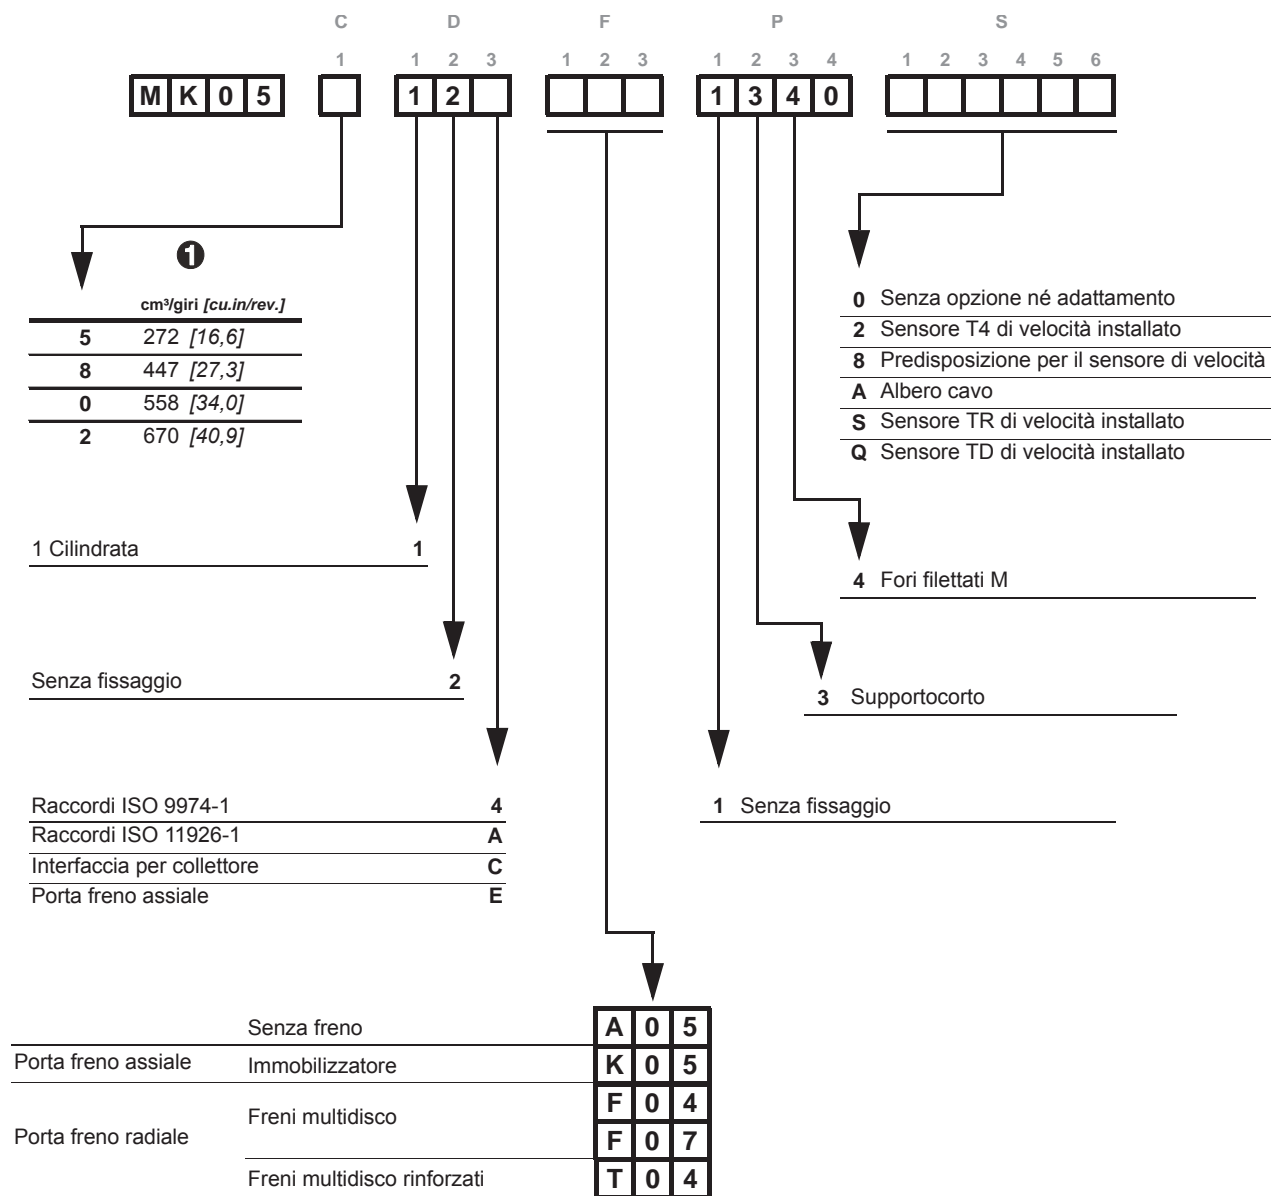 C D F P S
1 1 2 3 1 2 3 1 2 3 4 1 2 3 4 5 6
M K 0 5 1 2 1 3 4 0
1
cm³/giri [cu.in/rev.]
5 272 [16,6]
8 447 [27,3]
0 558 [34,0]
2 670 [40,9]
0 Senza opzione né adattamento
2 Sensore T4 di velocità installato
8 Predisposizione per il sensore di velocità
A Albero cavo
S Sensore TR di velocità installato
Q Sensore TD di velocità installato
1 Cilindrata 1
4 Fori filettati M
Senza fissaggio 2
3 Supportocorto
Raccordi ISO 9974-1 4
Raccordi ISO 11926-1 A
Interfaccia per collettore C
Porta freno assiale E
1 Senza fissaggio
Senza freno A 0 5
Porta freno assiale Immobilizzatore K 0 5
Porta freno radiale Freni multidisco F 0 4
F 0 7
Freni multidisco rinforzati T 0 4